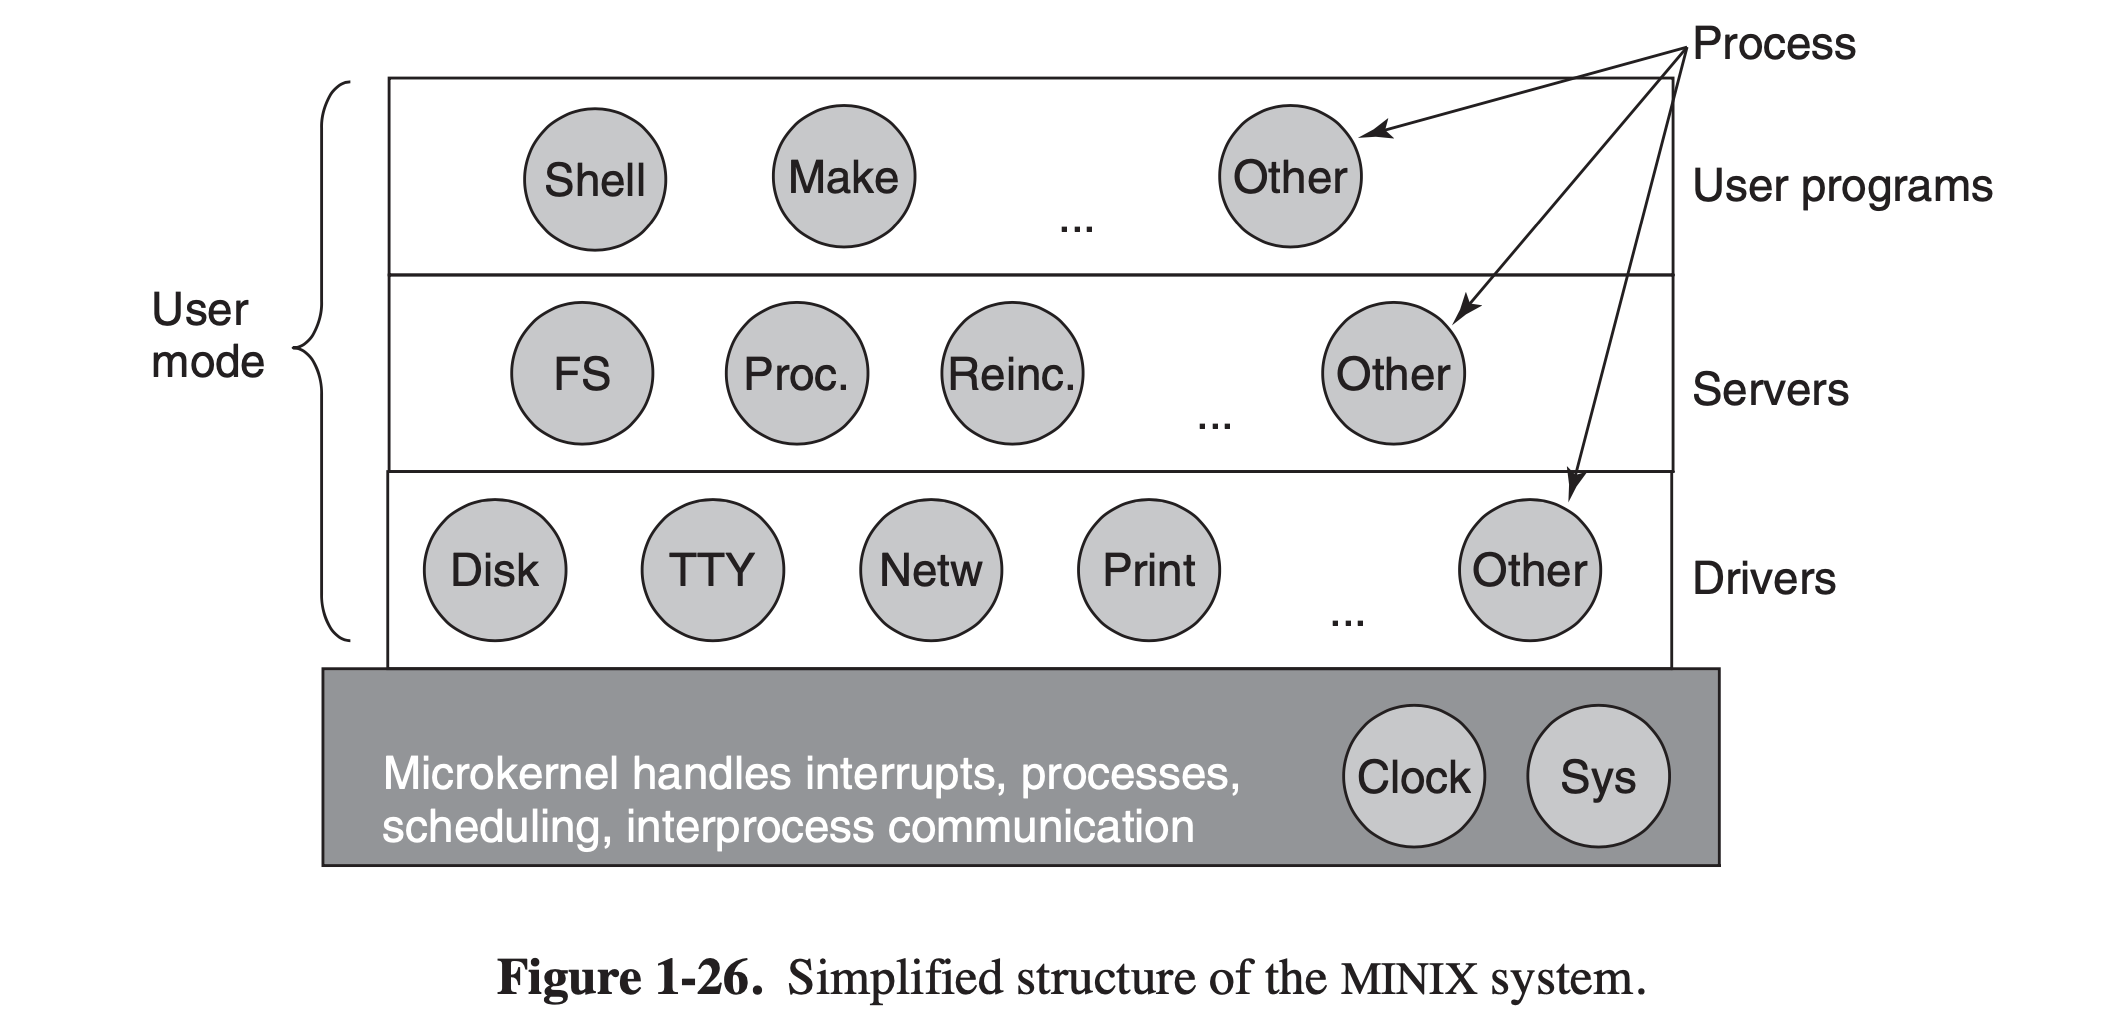 Process
Shell
Make
...
Other
User programs
User
mode
FS
Proc.
Reinc.
...
Other
Servers
Disk
TTY
Netw
Print
...
Other
Drivers
Microkernel handles interrupts, processes,
scheduling, interprocess communication
Clock
Sys
Figure 1-26. Simplified structure of the MINIX system.